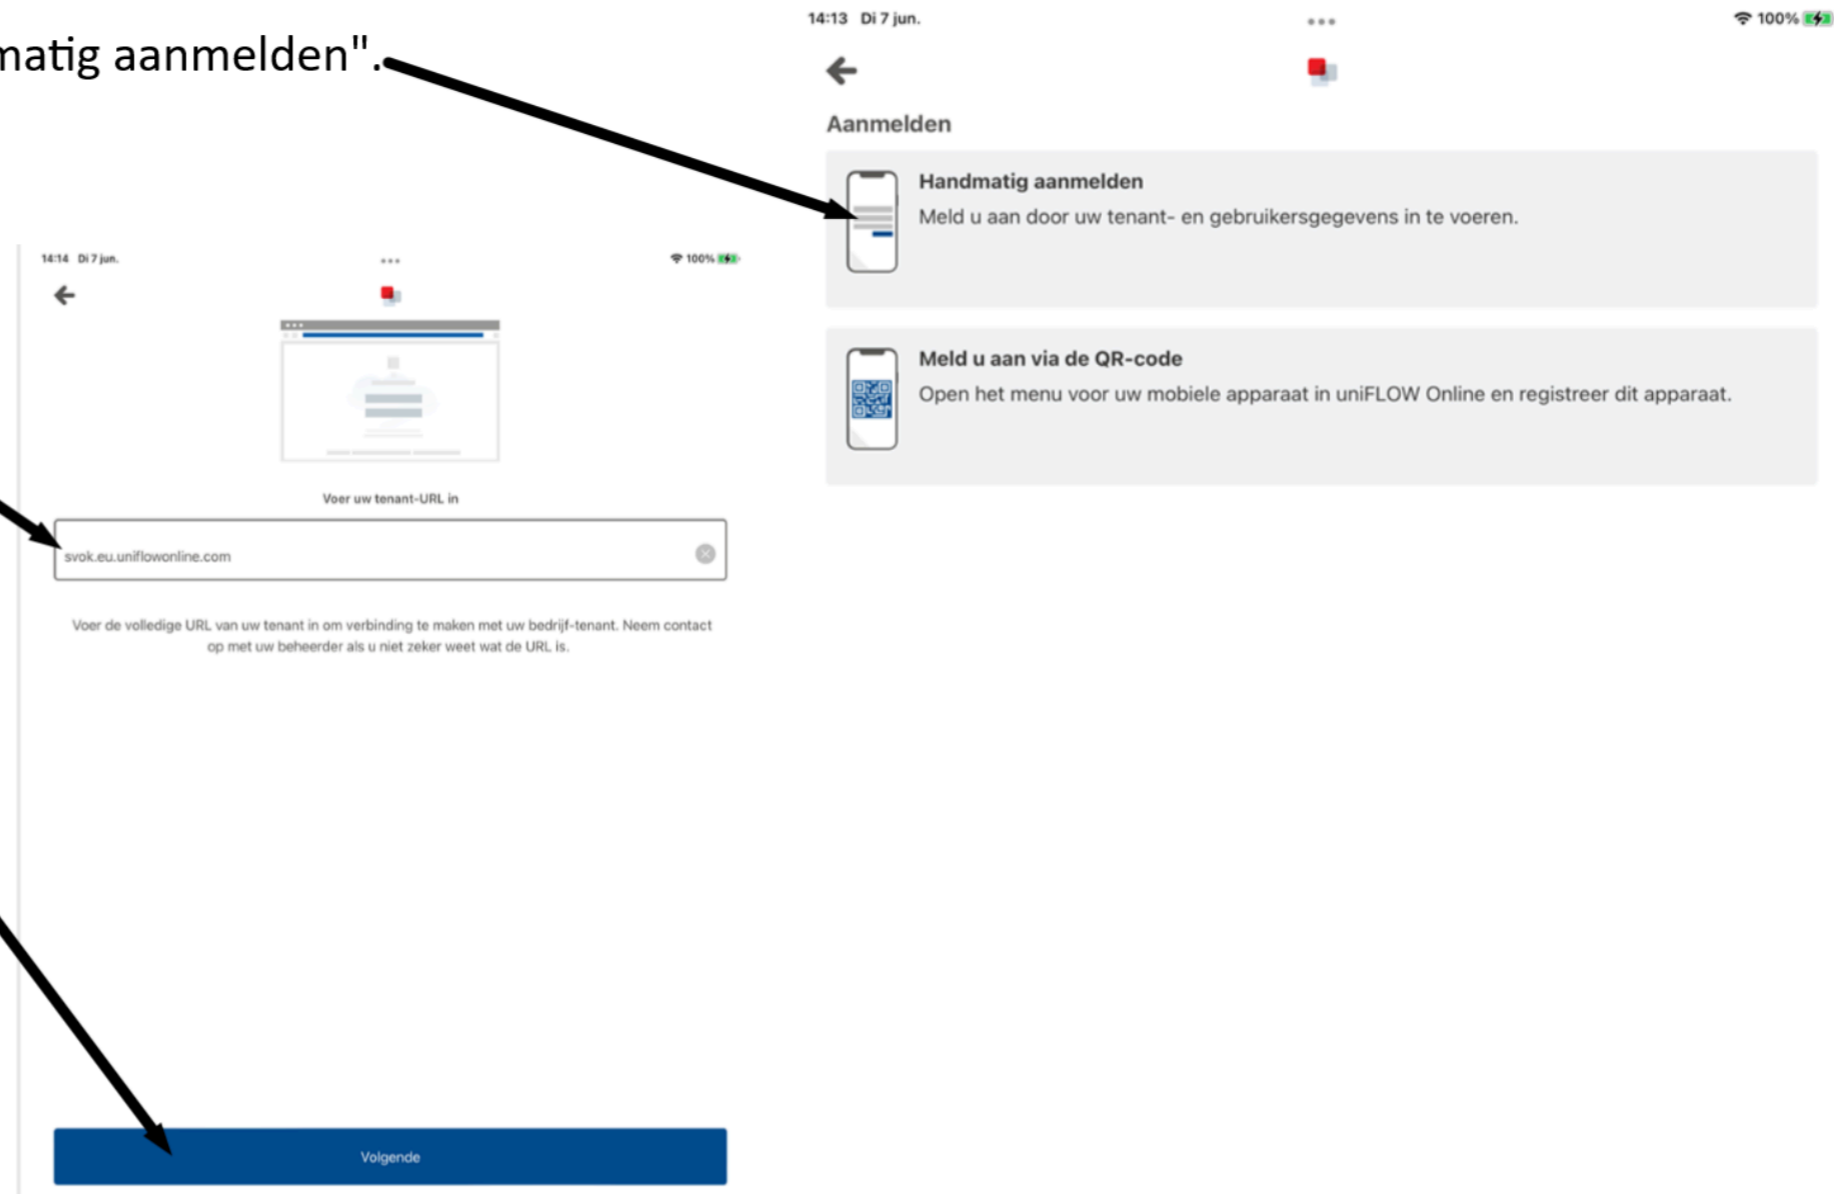 matig aanmelden".
14:13 Di 7 jun.
100%
Aanmelden
Handmatig aanmelden
Meld u aan door uw tenant- en gebruikersgegevens in te voeren.
Meld u aan via de QR-code
Open het menu voor uw mobiele apparaat in uniFLOW Online en registreer dit apparaat.
14:14 Di 7 jun.
100%
Voer uw tenant-URL in
svok.eu.uniflowonline.com
Voer de volledige URL van uw tenant in om verbinding te maken met uw bedrijf-tenant. Neem contact
op met uw beheerder als u niet zeker weet wat de URL is.
Volgende